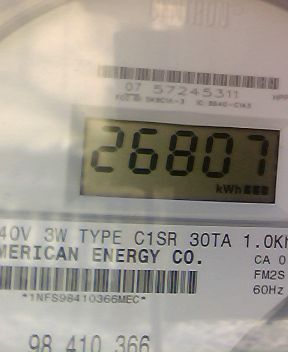 07 57245311
26807
kWh
40V 3W TYPE C1SR 30TA 1.0Kh
MERICAN ENERGY CO.
CA 0
FM2S
60Hz
*1NFS98410366MEC*
98 410 366